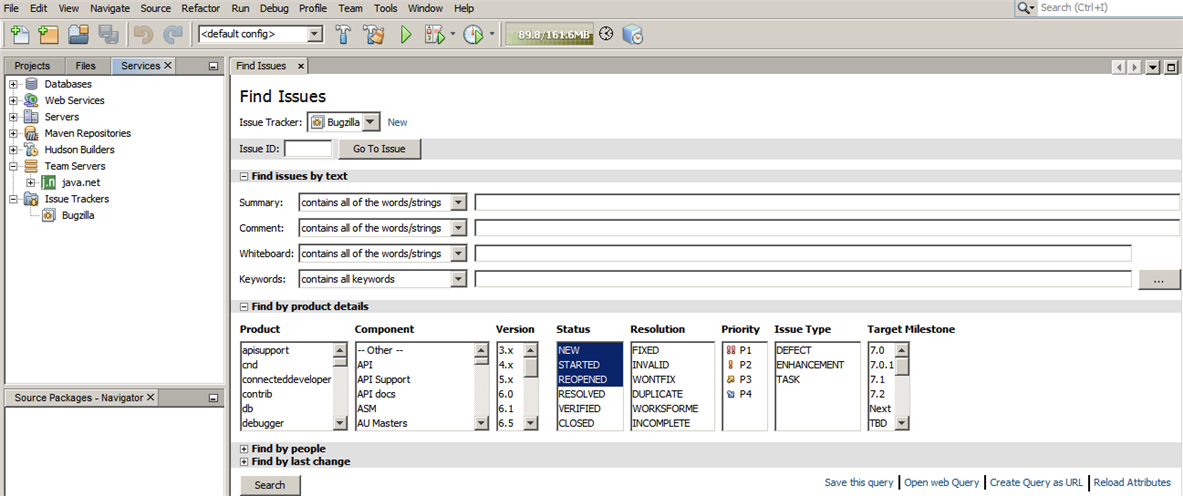 File Edit View Navigate Source Refactor Run Debug Profile Team Tools Window Help
Search (Ctrl+I)
<default config>
89.8/161.6MB
Projects Files Services
Databases
Web Services
Servers
Maven Repositories
Hudson Builders
Team Servers
java.net
Issue Trackers
Bugzilla
Source Packages - Navigator
Find Issues
Find Issues
Issue Tracker: Bugzilla New
Issue ID: Go To Issue
Find issues by text
Summary: contains all of the words/strings
Comment: contains all of the words/strings
Whiteboard: contains all of the words/strings
Keywords: contains all keywords ...
Find by product details
Product Component Version Status Resolution Priority Issue Type Target Milestone
apisupport -- Other -- 3.x NEW FIXED P1 DEFECT 7.0
cnd API 4.x STARTED INVALID P2 ENHANCEMENT 7.0.1
connecteddeveloper API Support 5.x REOPENED WONTFIX P3 TASK 7.1
contrib API docs 6.0 RESOLVED DUPLICATE P4 7.2
db ASM 6.1 VERIFIED WORKSFORME Next
debugger AU Masters 6.5 CLOSED INCOMPLETE TBD
Find by people
Find by last change
Search Save this query Open web Query Create Query as URL Reload Attributes